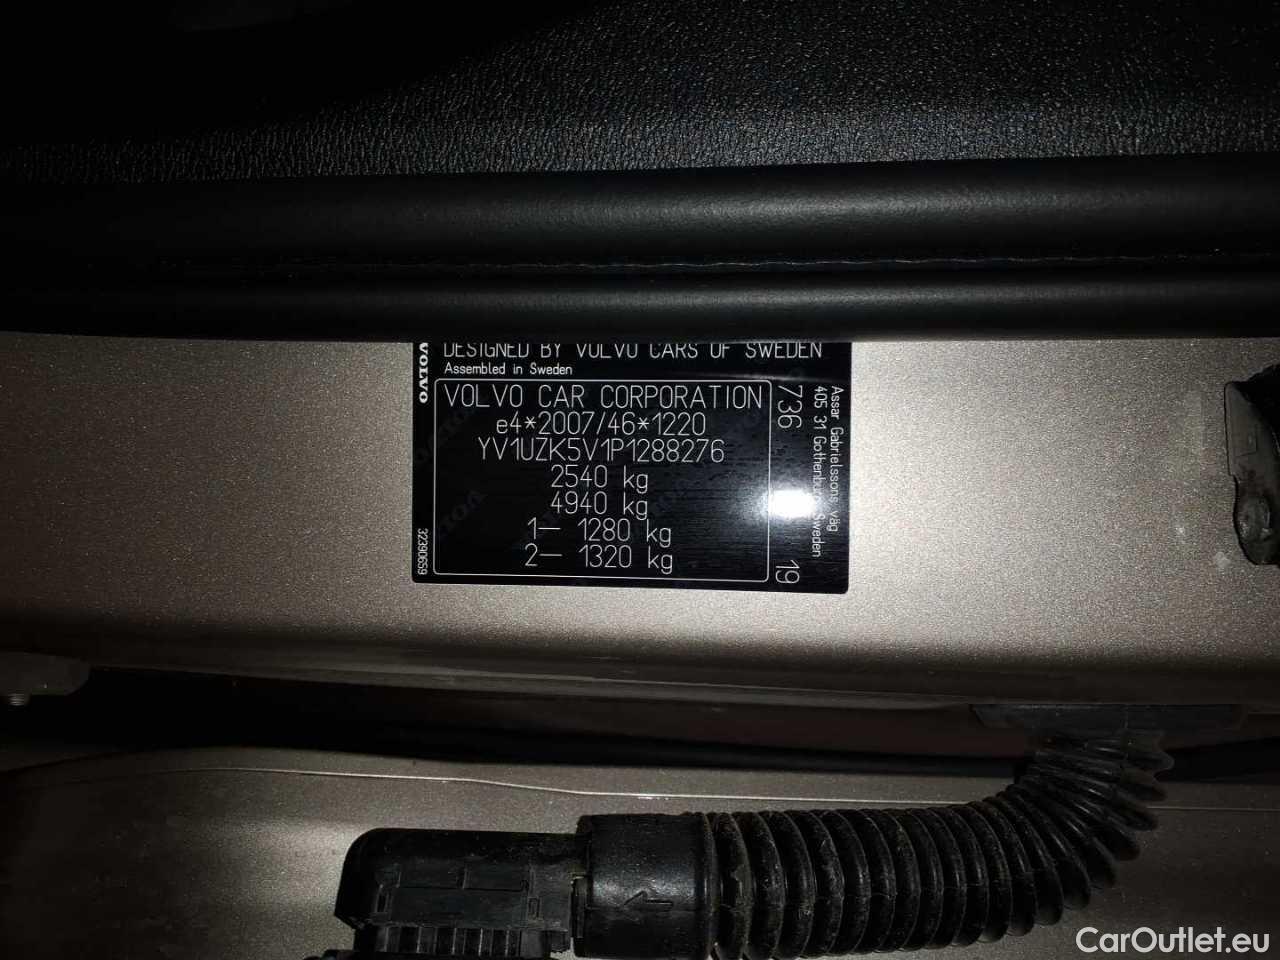 VOLVO
DESIGNED BY VOLVO CARS OF SWEDEN
Assembled in Sweden
VOLVO CAR CORPORATION
e4*2007/46*1220
YV1UZK5V1P1288276
2540 kg
4940 kg
1– 1280 kg
2– 1320 kg
736
19
Assar Gabrielssons väg
405 31 Gothenburg Sweden
32390659
CarOutlet.eu